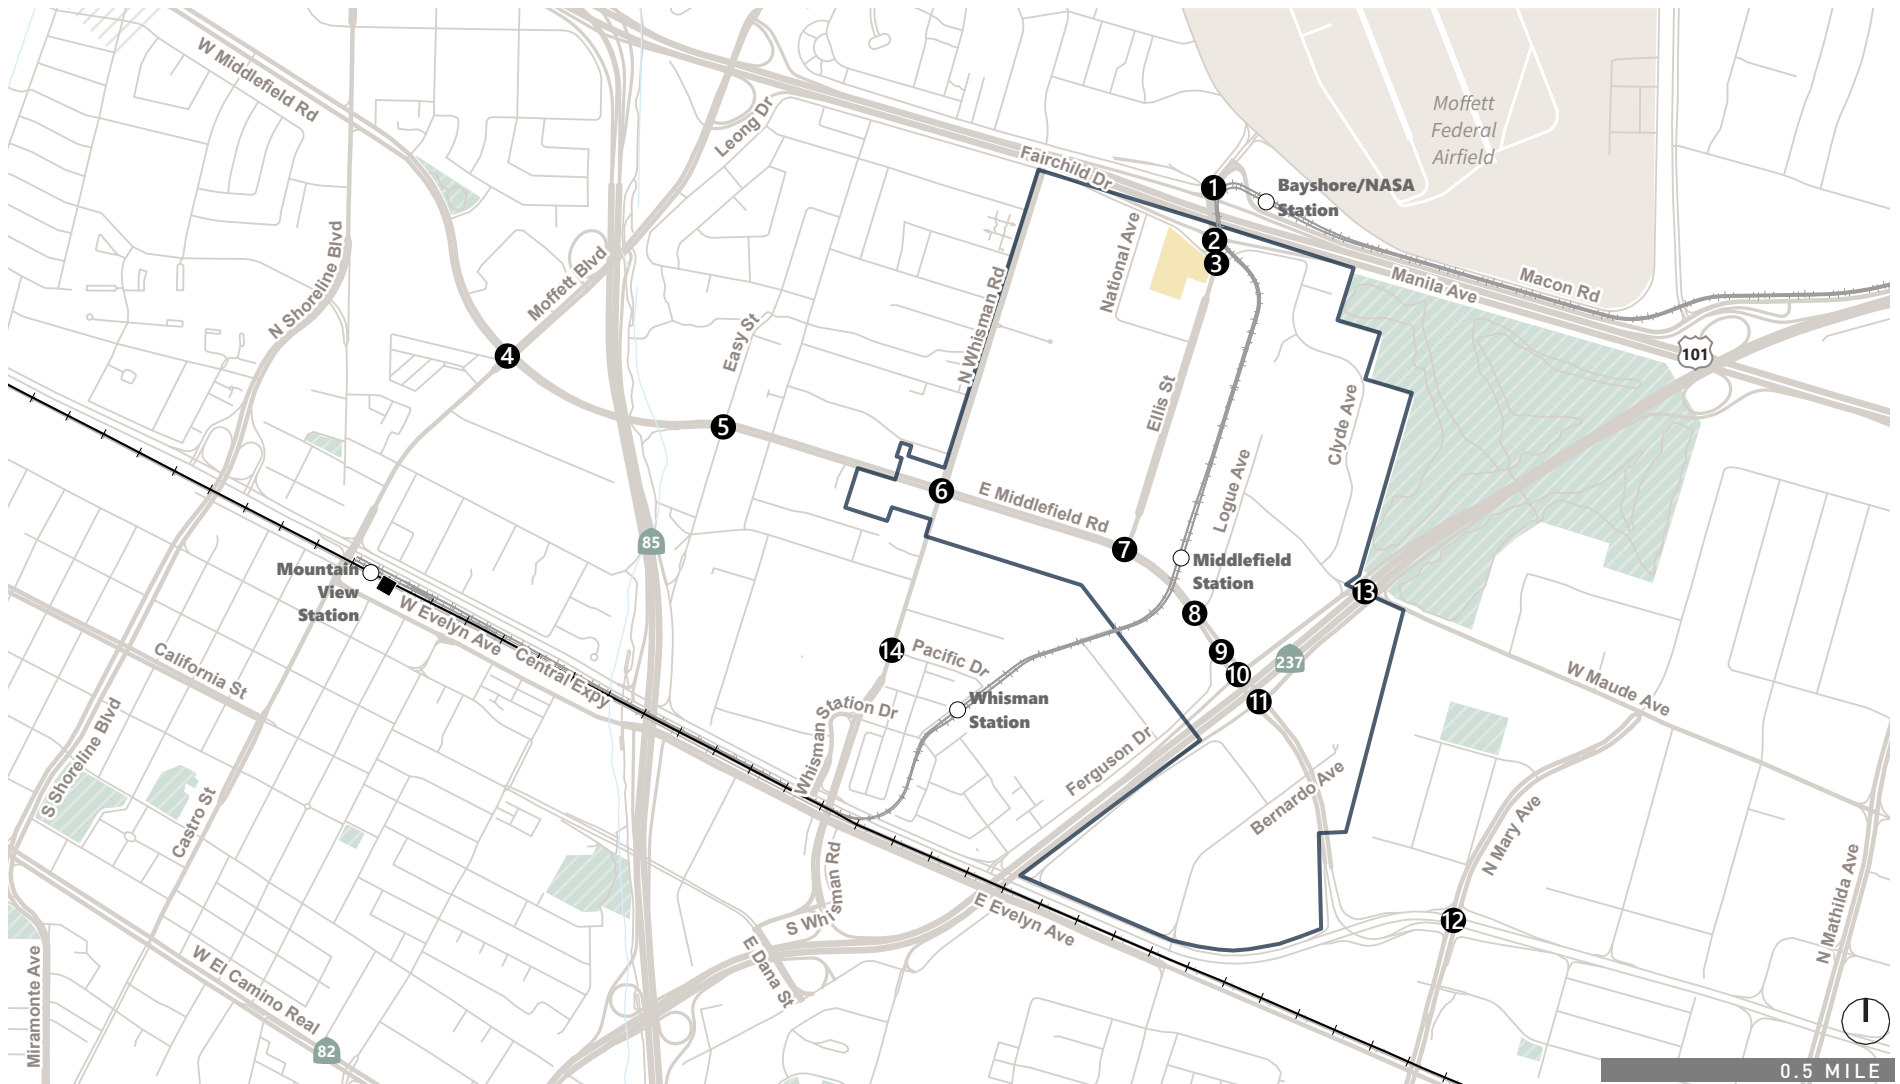 W Middlefield Rd
Leong Dr
Moffett
Federal
Airfield
Fairchild Dr
1
Bayshore/NASA
Station
N Shoreline Blvd
Moffett Blvd
National Ave
2
3
N Whisman Rd
Manila Ave
Macon Rd
Easy St
101
4
Ellis St
Clyde Ave
5
Logue Ave
6
E Middlefield Rd
85
7
Middlefield
Station
Mountain
View
Station
13
W Evelyn Ave
8
California St
Central Expy
14
Pacific Dr
9
10
237
11
W Maude Ave
Whisman
Station
Station Dr
Whisman
S Shoreline Blvd
Ferguson Dr
Bernardo Ave
Castro St
N Mary Ave
S Whisman Rd
E Evelyn Ave
12
N Mathilda Ave
E Dana St
Miramonte Ave
W El Camino Real
82
0.5 MILE